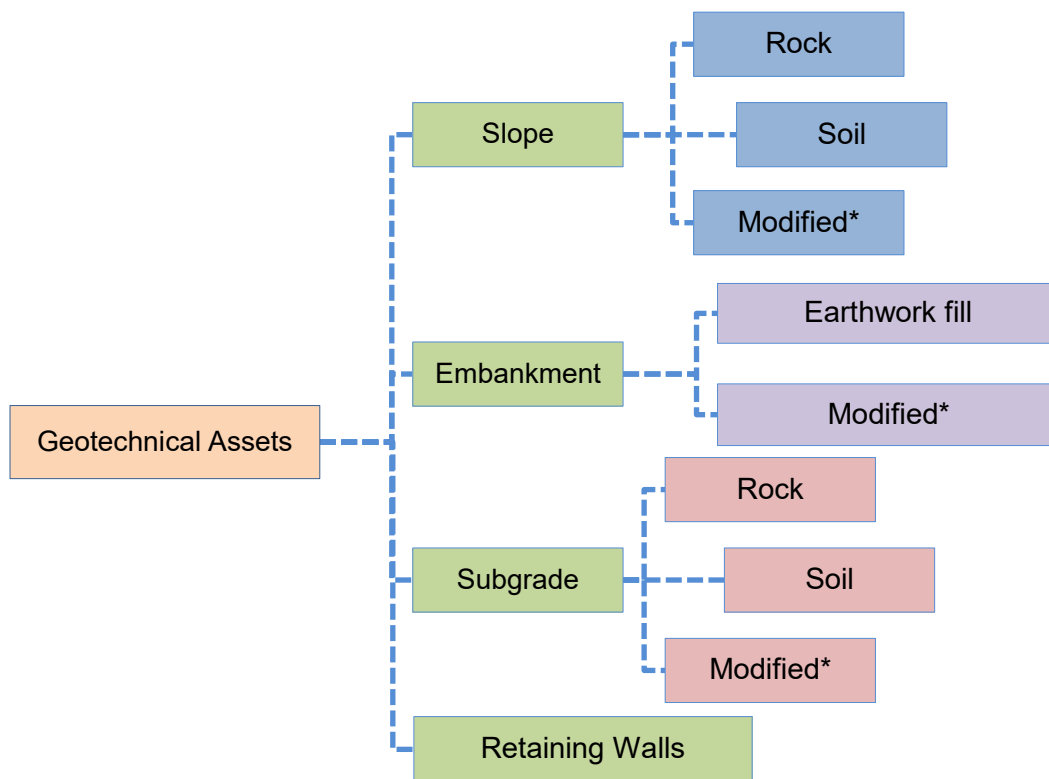 Geotechnical Assets
Slope
Rock
Soil
Modified*
Embankment
Earthwork fill
Modified*
Subgrade
Rock
Soil
Modified*
Retaining Walls